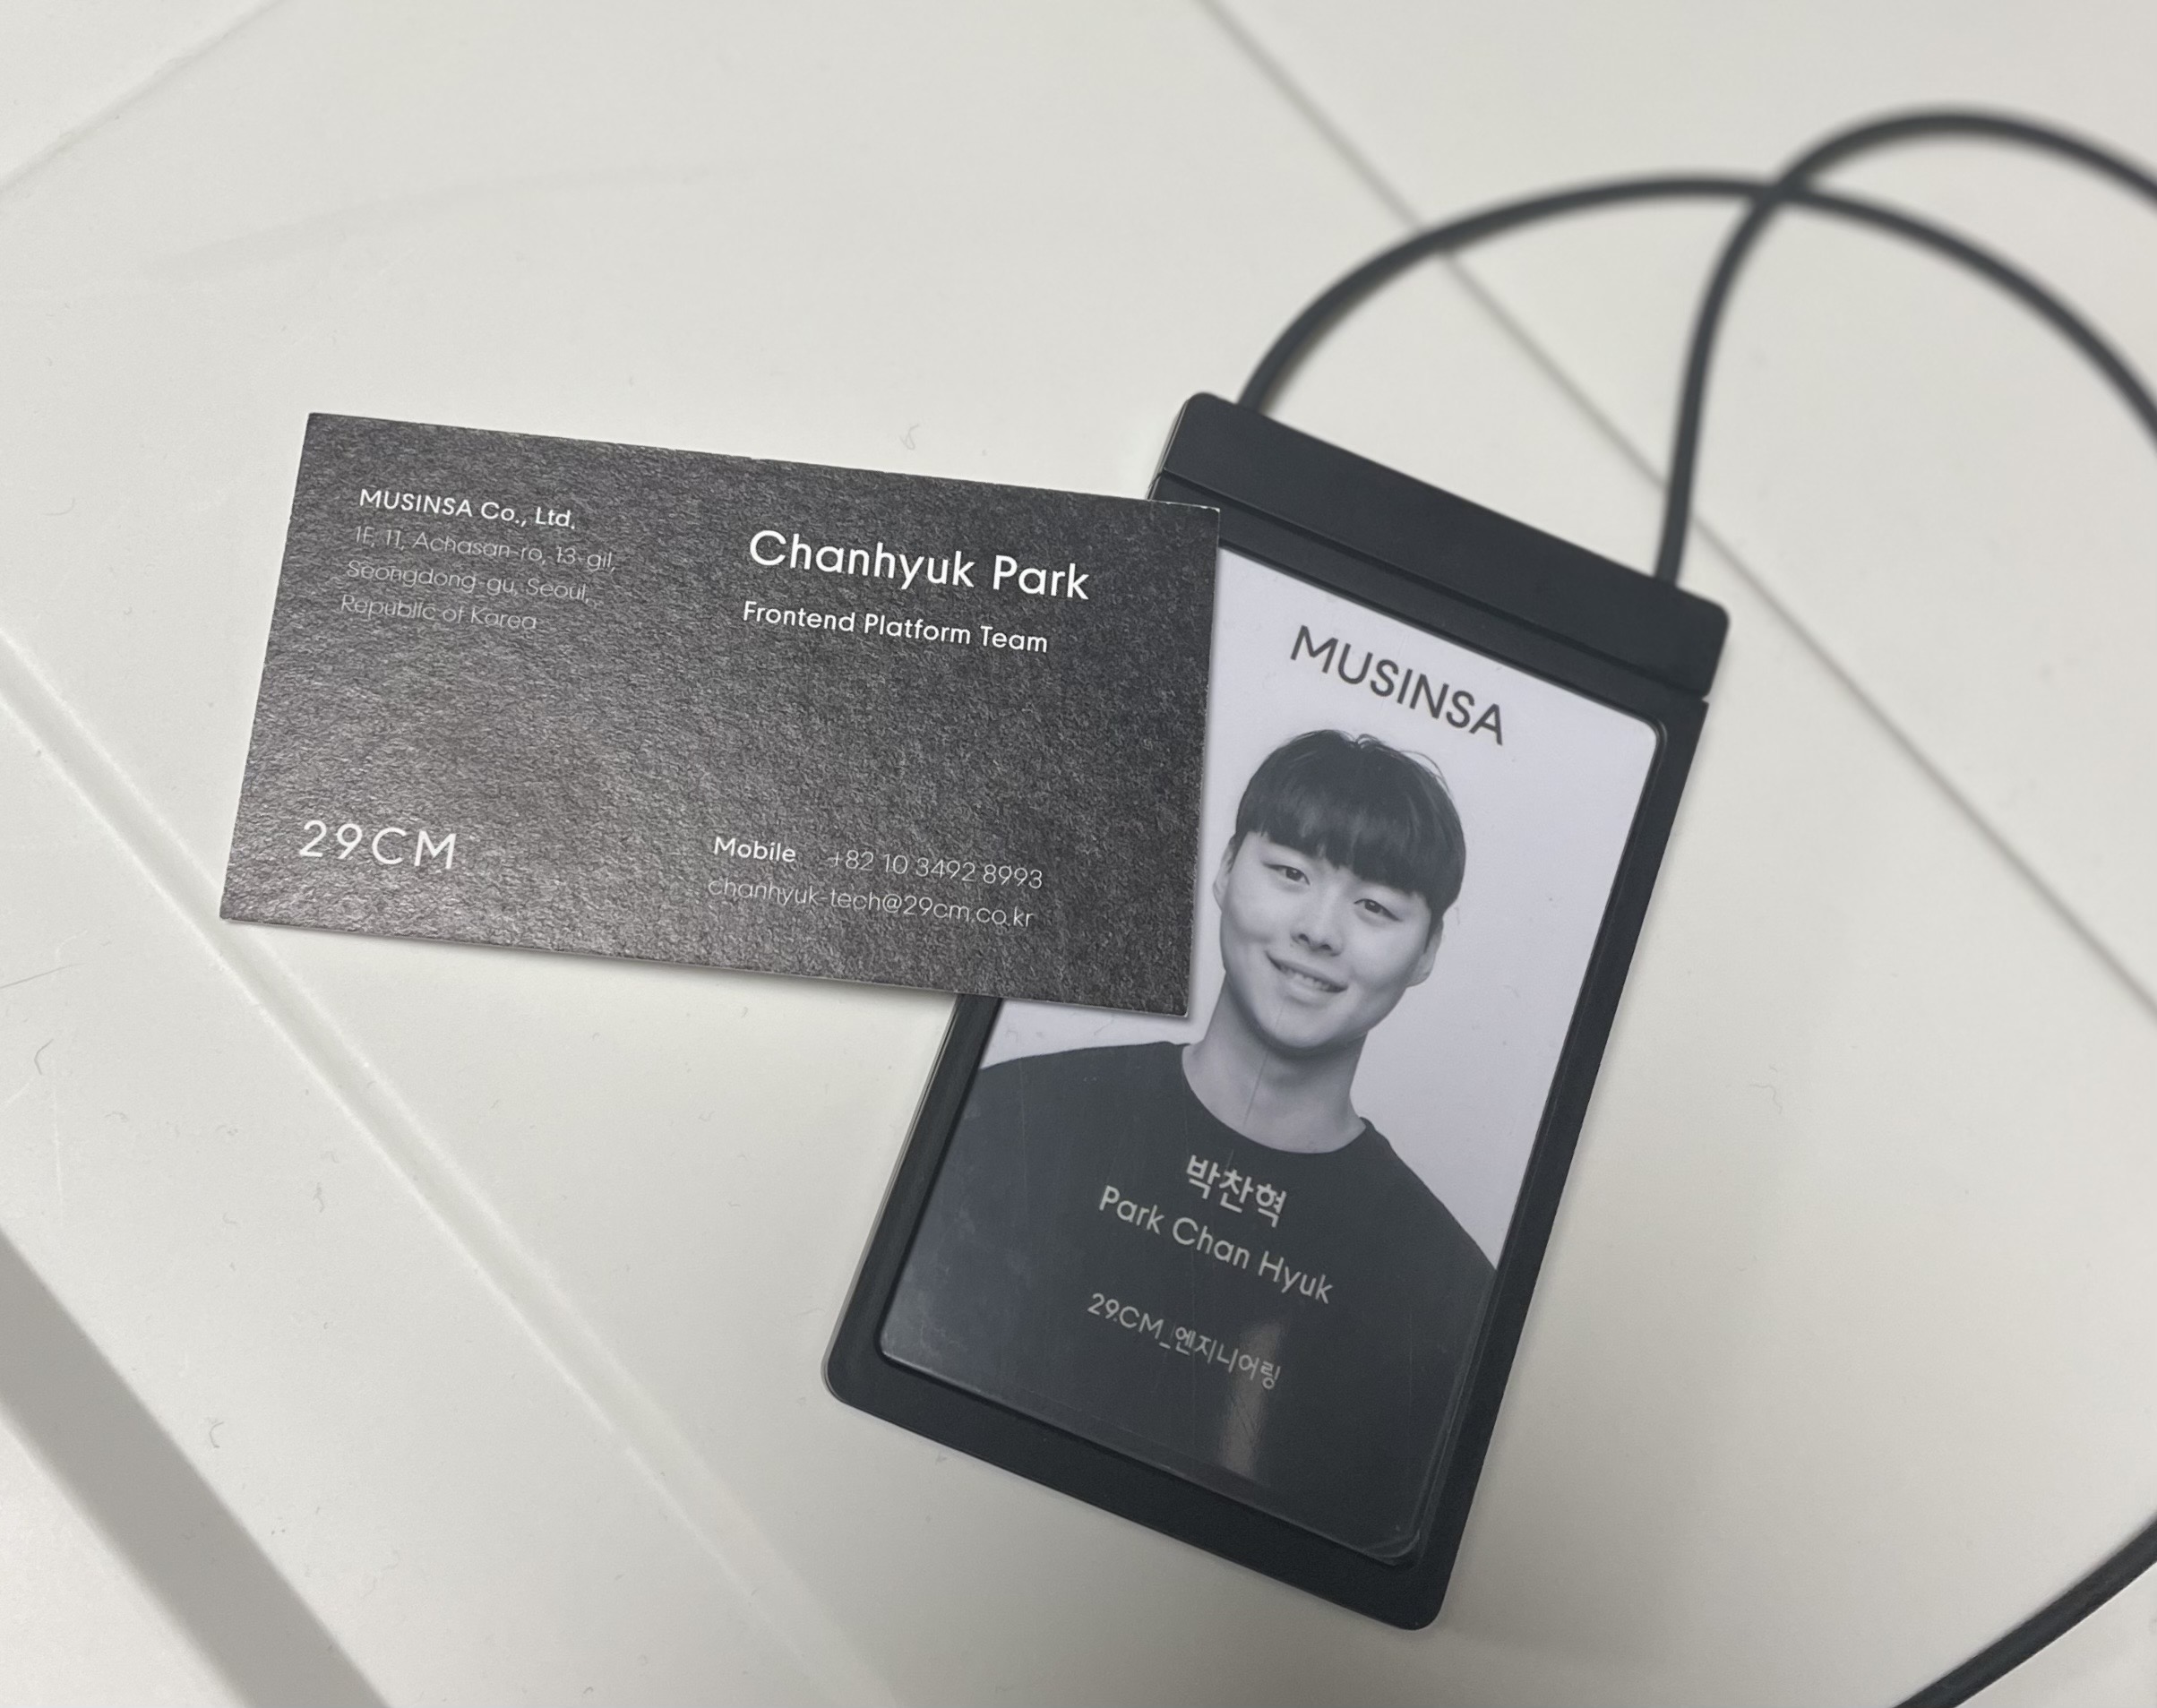 MUSINSA Co., Ltd.
1F, 11, Achasan-ro, 13-gil,
Seongdong-gu, Seoul,
Republic of Korea
29CM
Chanhyuk Park
Frontend Platform Team
Mobile +82 10 3492 8993
chanhyuk-tech@29cm.co.kr
MUSINSA
박찬혁
Park Chan Hyuk
29CM_엔지니어링